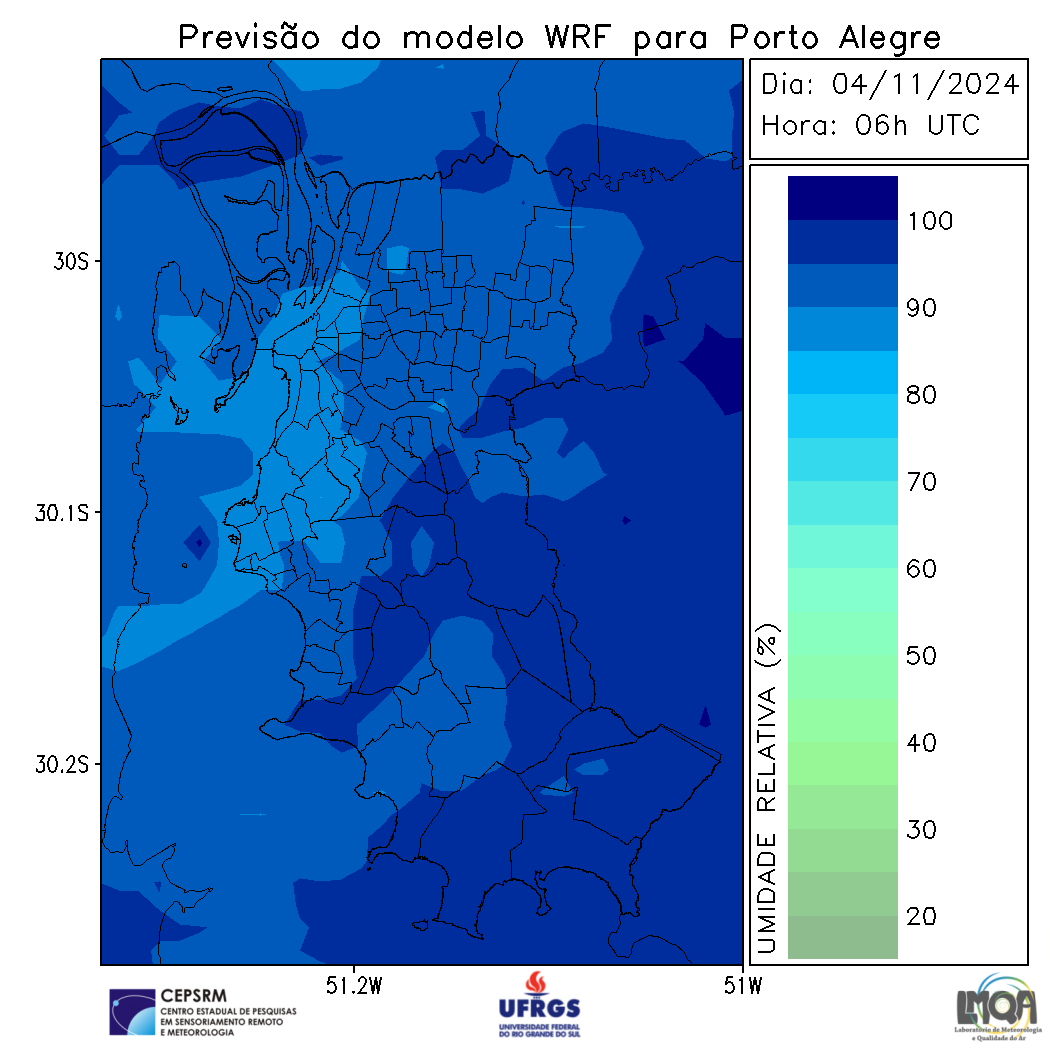 Previsão do modelo WRF para Porto Alegre
Dia: 04/11/2024
Hora: 06h UTC
30S
30.1S
30.2S
51.2W
51W
UMIDADE RELATIVA (%)
100
90
80
70
60
50
40
30
20
CEPSRM
CENTRO ESTADUAL DE PESQUISAS
EM SENSORIAMENTO REMOTO
E METEOROLOGIA
UFRGS
UNIVERSIDADE FEDERAL
DO RIO GRANDE DO SUL
LMQA
Laboratório de Meteorologia
e Qualidade do Ar